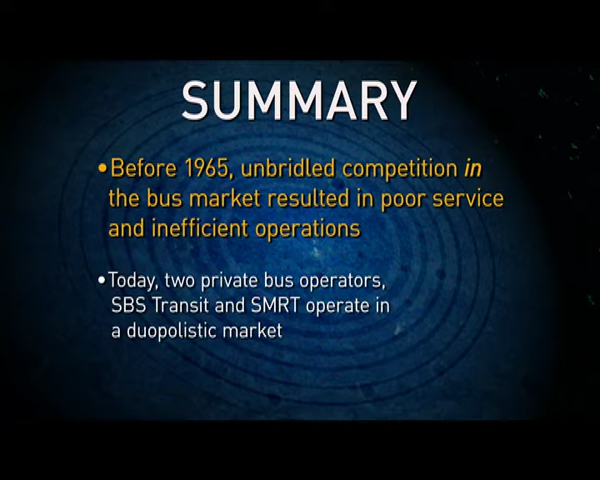 SUMMARY
•Before 1965, unbridled competition in
the bus market resulted in poor service
and inefficient operations
•Today, two private bus operators,
SBS Transit and SMRT operate in
a duopolistic market